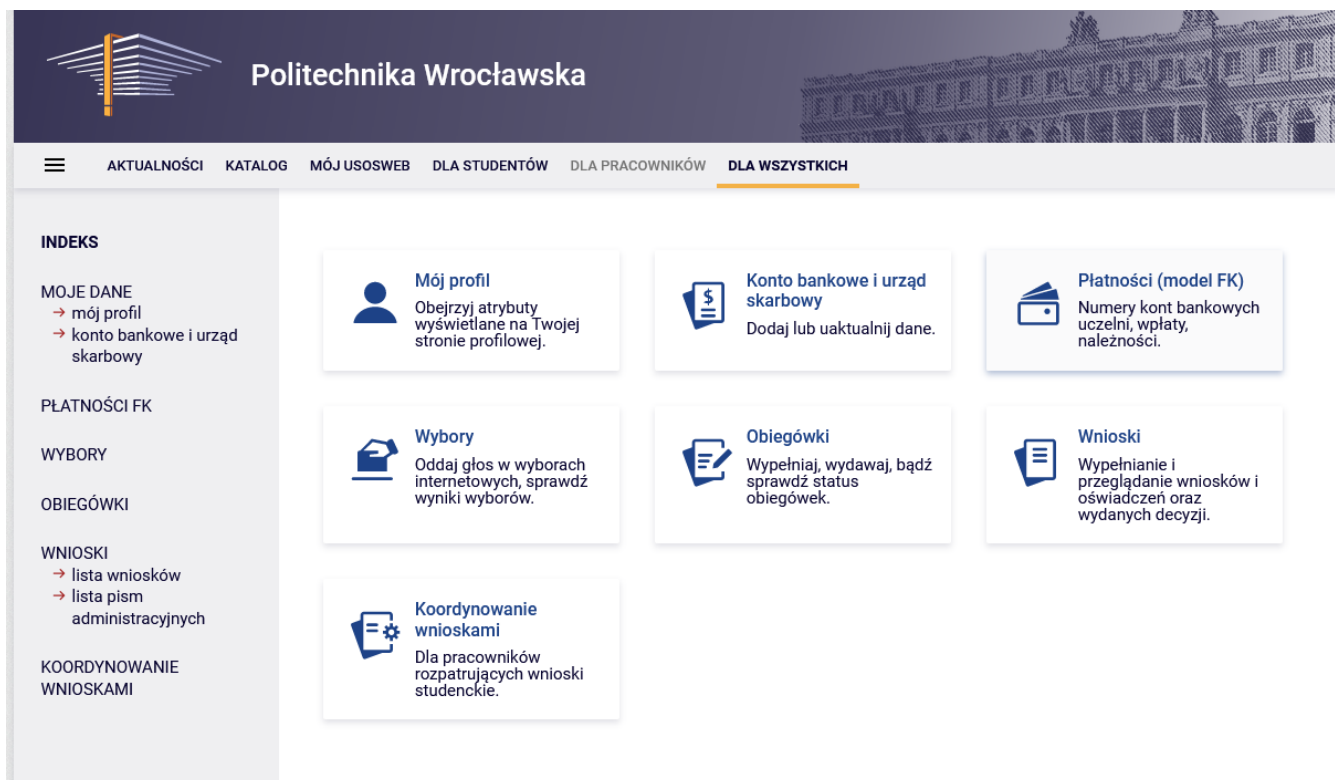 Politechnika Wrocławska
AKTUALNOŚCI KATALOG MÓJ USOSWEB DLA STUDENTÓW DLA PRACOWNIKÓW DLA WSZYSTKICH
INDEKS
MOJE DANE
→ mój profil
→ konto bankowe i urząd
skarbowy
PŁATNOŚCI FK
WYBORY
OBIEGÓWKI
WNIOSKI
→ lista wniosków
→ lista pism
administracyjnych
KOORDYNOWANIE
WNIOSKAMI
Mój profil
Obejrzyj atrybuty
wyświetlane na Twojej
stronie profilowej.
Konto bankowe i urząd
skarbowy
Dodaj lub uaktualnij dane.
Płatności (model FK)
Numery kont bankowych
uczelni, wpłaty,
należności.
Wybory
Oddaj głos w wyborach
internetowych, sprawdź
wyniki wyborów.
Obiegówki
Wypełniaj, wydawaj, bądź
sprawdź status
obiegówek.
Wnioski
Wypełnianie i
przeglądanie wniosków i
oświadczeń oraz
wydanych decyzji.
Koordynowanie
wnioskami
Dla pracowników
rozpatrujących wnioski
studenckie.